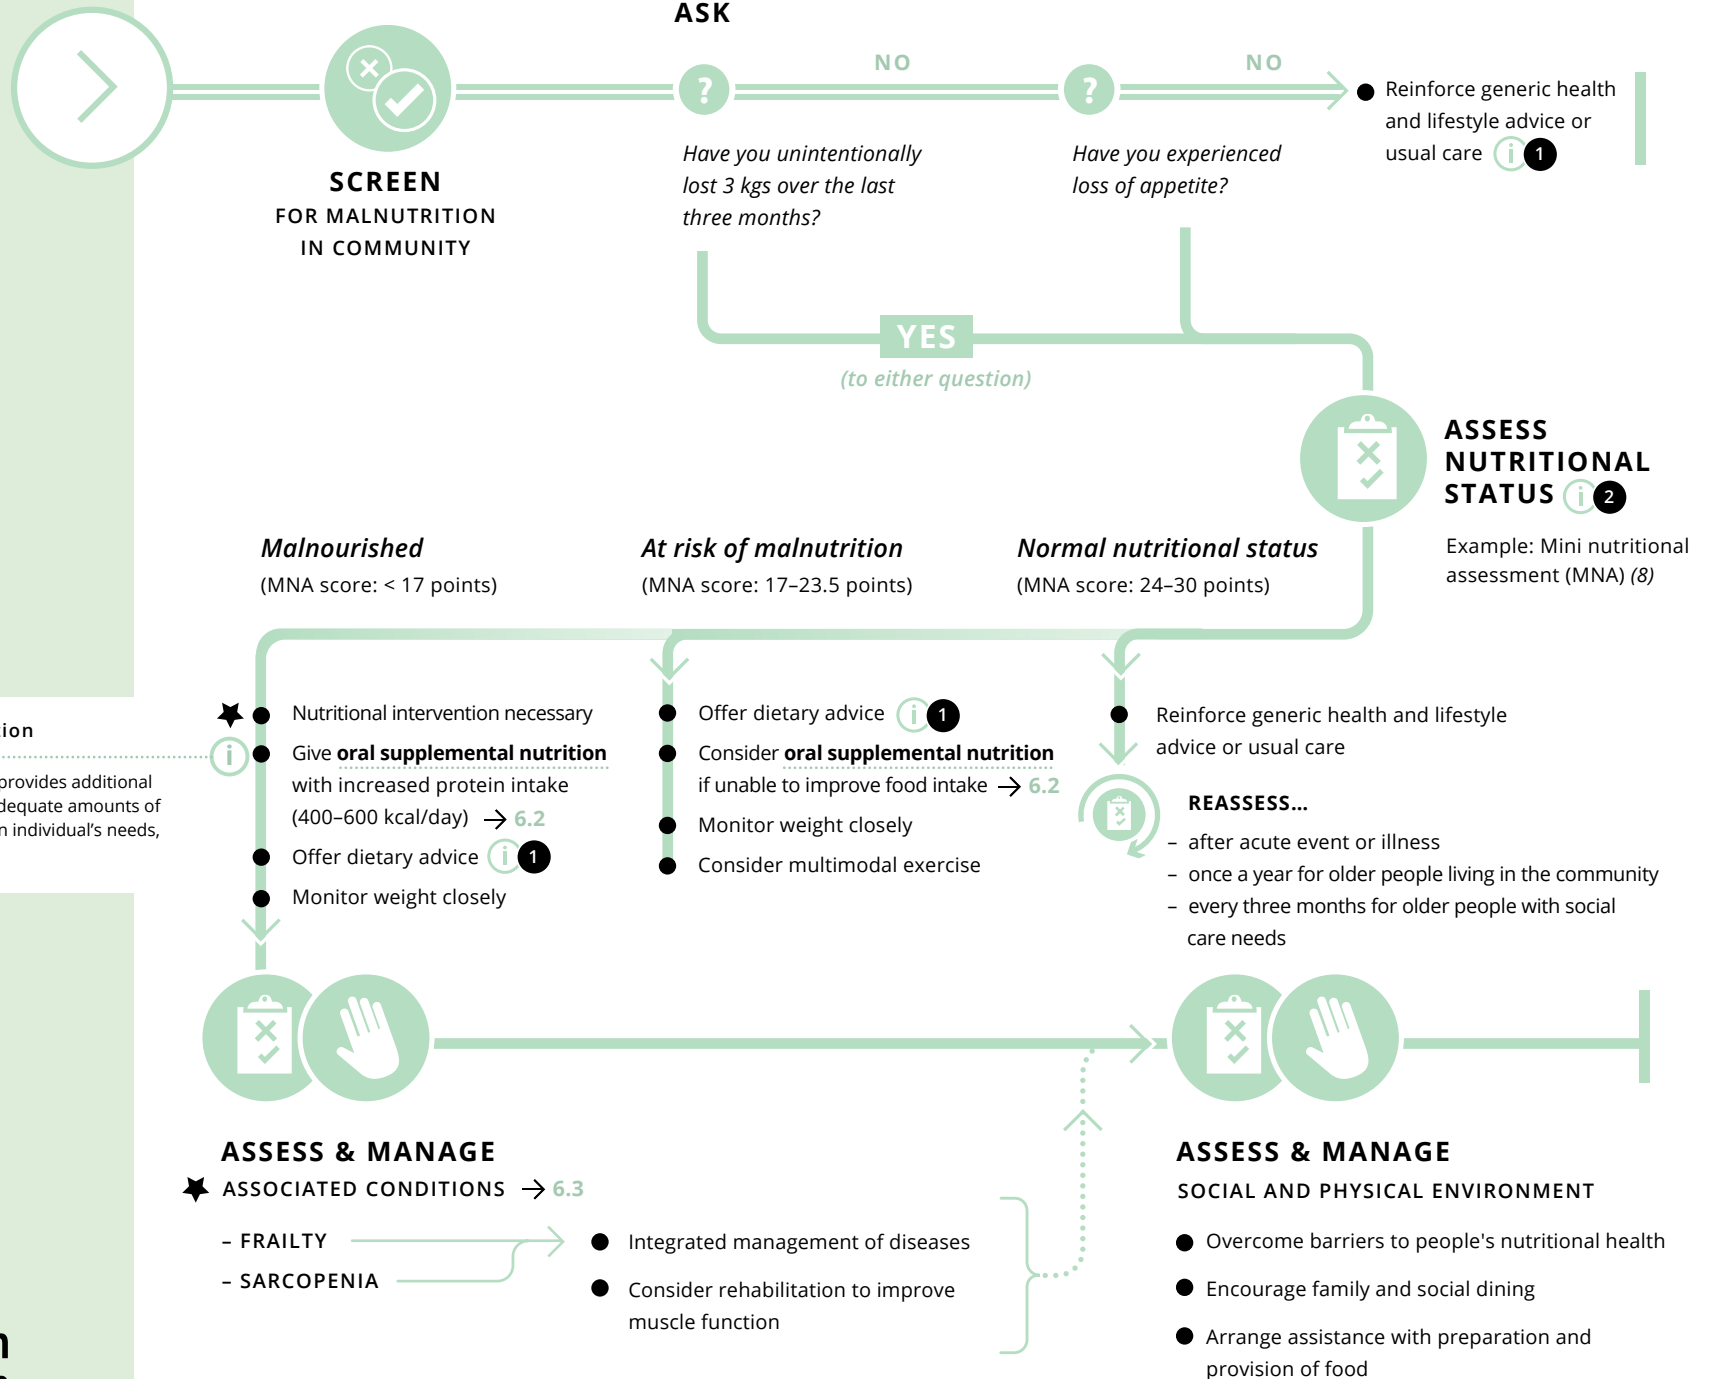 ASK
NO
NO
?
?
Reinforce generic health
and lifestyle advice or
usual care i 1
Have you unintentionally
lost 3 kgs over the last
three months?
Have you experienced
loss of appetite?
SCREEN
FOR MALNUTRITION
IN COMMUNITY
YES
(to either question)
ASSESS
NUTRITIONAL
STATUS i 2
Example: Mini nutritional
assessment (MNA) (8)
Malnourished
(MNA score: < 17 points)
At risk of malnutrition
(MNA score: 17–23.5 points)
Normal nutritional status
(MNA score: 24–30 points)
provides additional
n individual's needs,
i
Nutritional intervention necessary
Give oral supplemental nutrition
with increased protein intake
(400–600 kcal/day) → 6.2
Offer dietary advice i 1
Monitor weight closely
Offer dietary advice i 1
Consider oral supplemental nutrition
if unable to improve food intake → 6.2
Monitor weight closely
Consider multimodal exercise
Reinforce generic health and lifestyle
advice or usual care
REASSESS...
– after acute event or illness
– once a year for older people living in the community
– every three months for older people with social
care needs
ASSESS & MANAGE
ASSOCIATED CONDITIONS → 6.3
– FRAILTY
– SARCOPENIA
Integrated management of diseases
Consider rehabilitation to improve
muscle function
ASSESS & MANAGE
SOCIAL AND PHYSICAL ENVIRONMENT
Overcome barriers to people's nutritional health
Encourage family and social dining
Arrange assistance with preparation and
provision of food